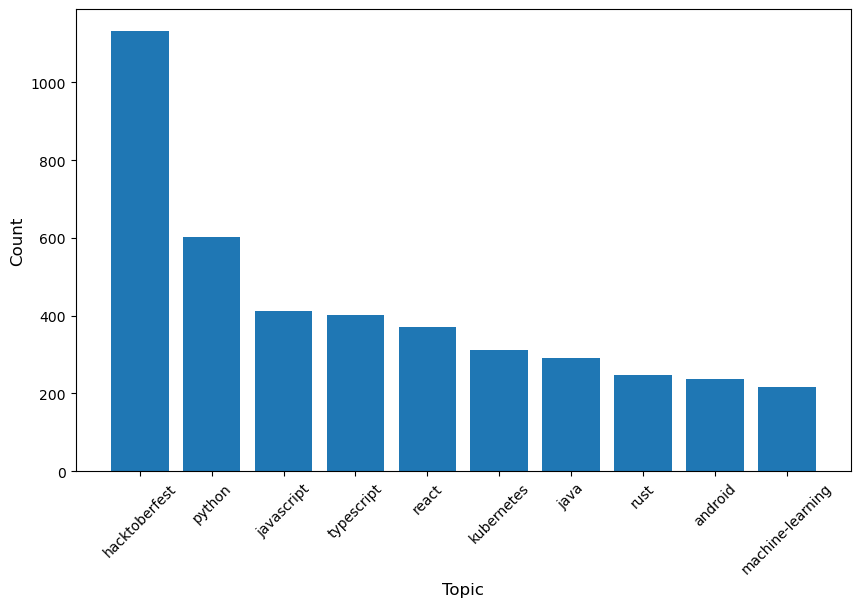 1000
800
600
400
200
0
Count
hacktoberfest
python
javascript
typescript
react
kubernetes
java
rust
android
machine-learning
Topic